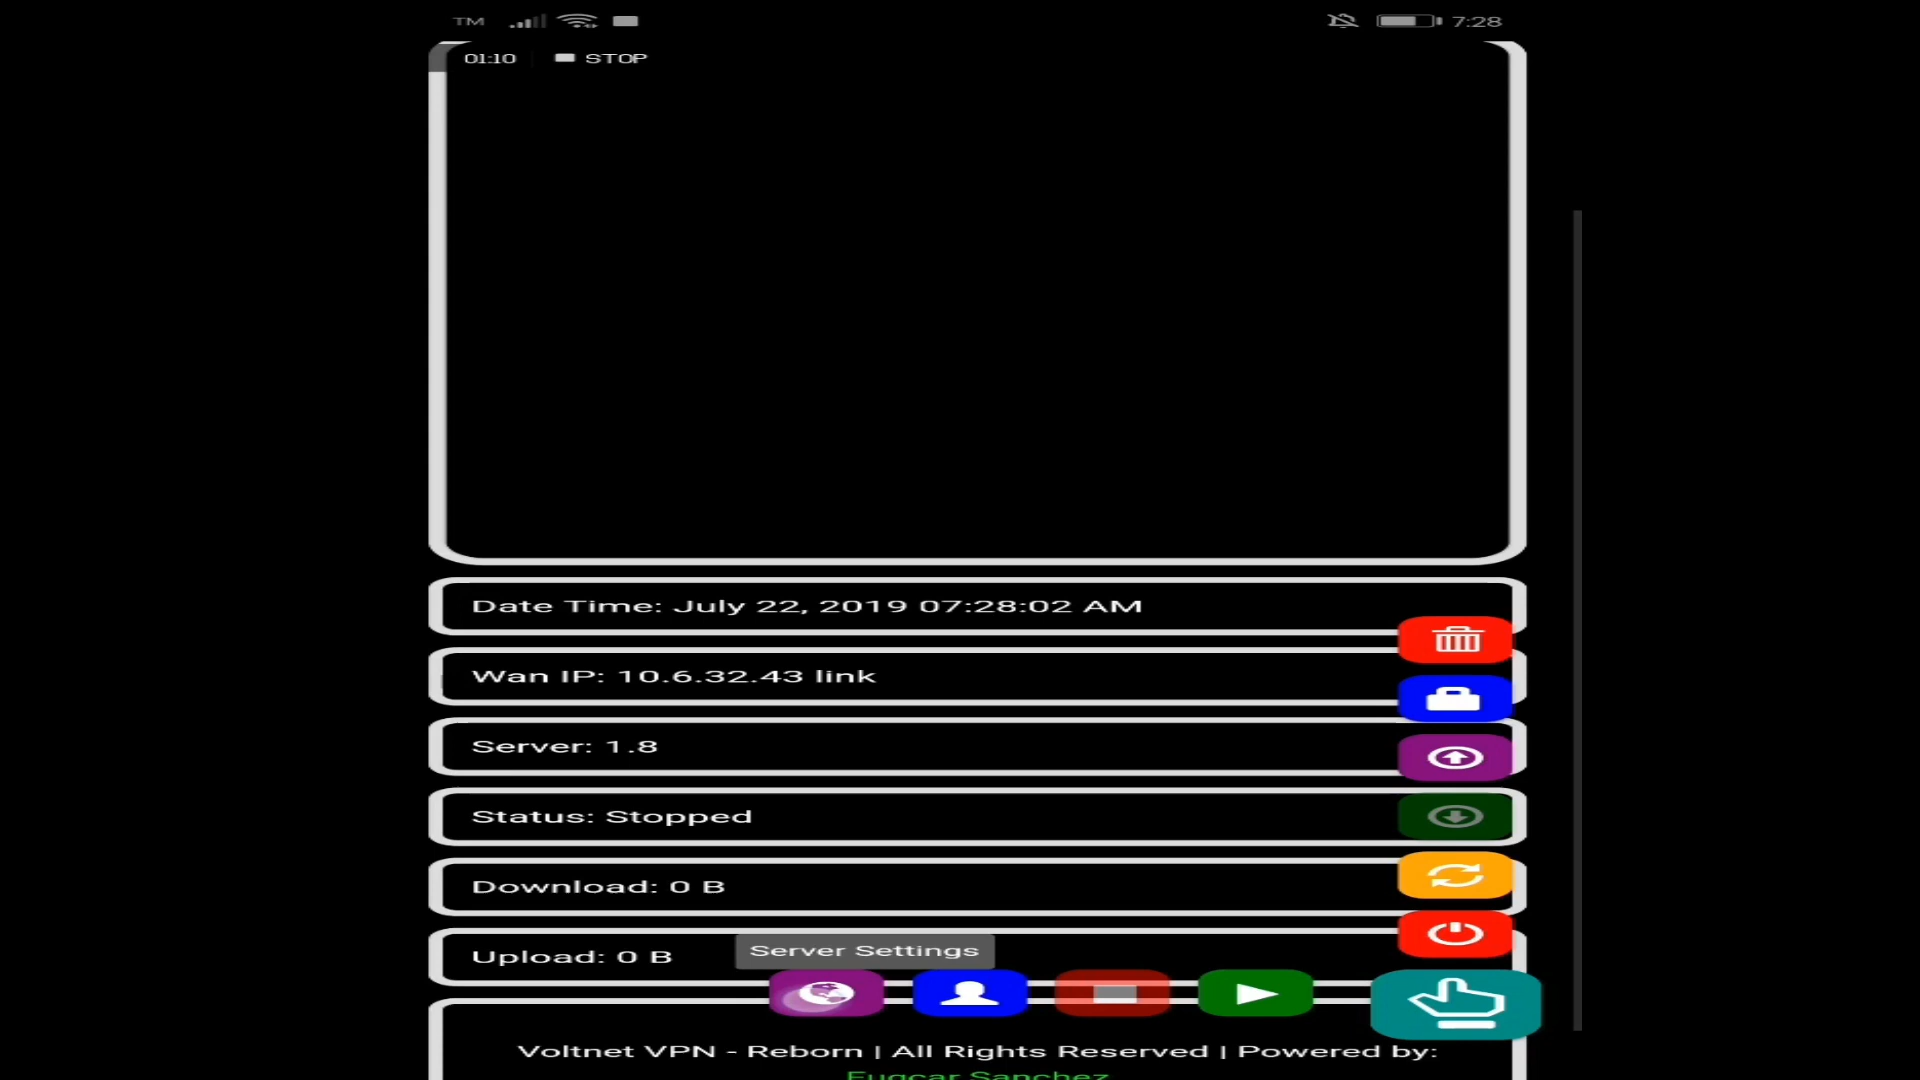 TM 7:28
01:10 STOP
Date Time: July 22, 2019 07:28:02 AM
Wan IP: 10.6.32.43 link
Server: 1.8
Status: Stopped
Download: 0 B
Server Settings
Upload: 0 B
Voltnet VPN - Reborn | All Rights Reserved | Powered by:
Eugcar Sanchez